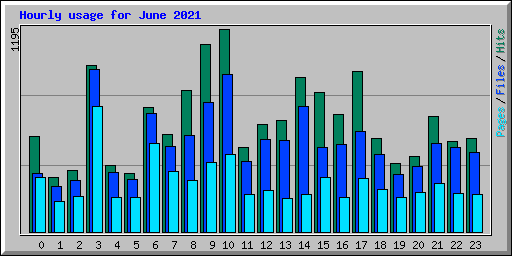 Hourly usage for June 2021
1195
Pages / Files / Hits
0 1 2 3 4 5 6 7 8 9 10 11 12 13 14 15 16 17 18 19 20 21 22 23